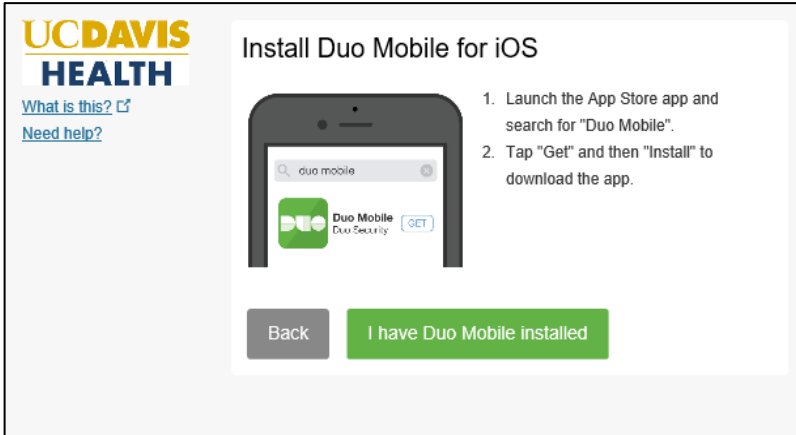 UCDAVIS
HEALTH
What is this?
Need help?
Install Duo Mobile for iOS
duo mobile
Duo Mobile
Duo Security
GET
1. Launch the App Store app and
search for "Duo Mobile".
2. Tap "Get" and then "Install" to
download the app.
Back
I have Duo Mobile installed